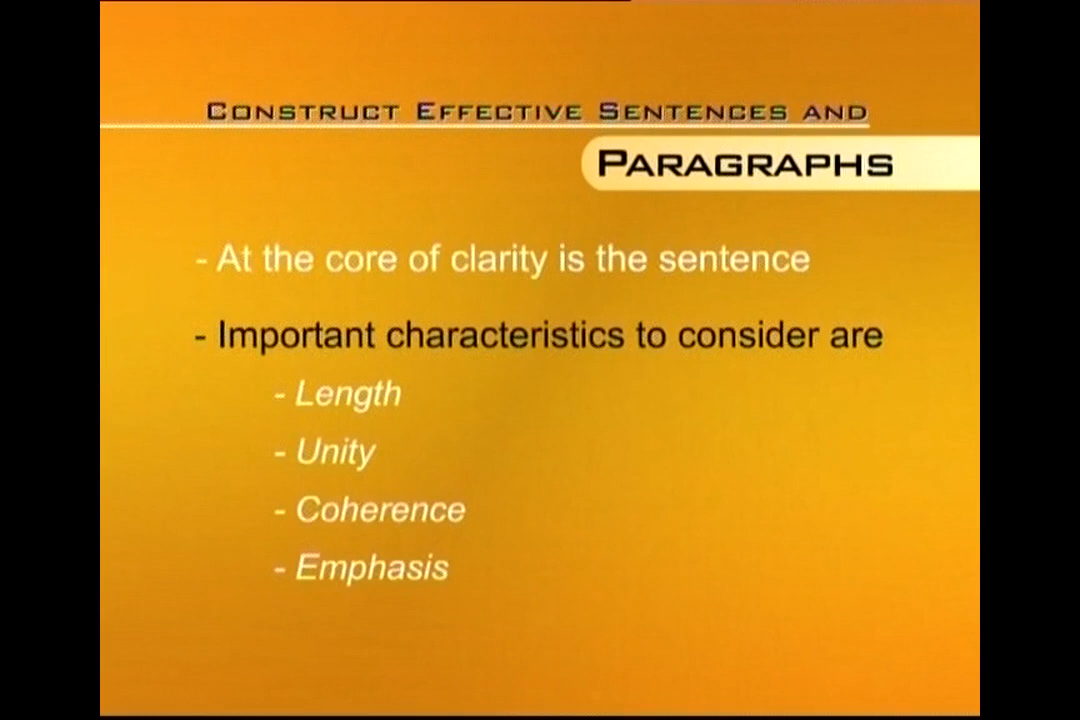 Construct Effective Sentences and
Paragraphs
- At the core of clarity is the sentence
- Important characteristics to consider are
- Length
- Unity
- Coherence
- Emphasis